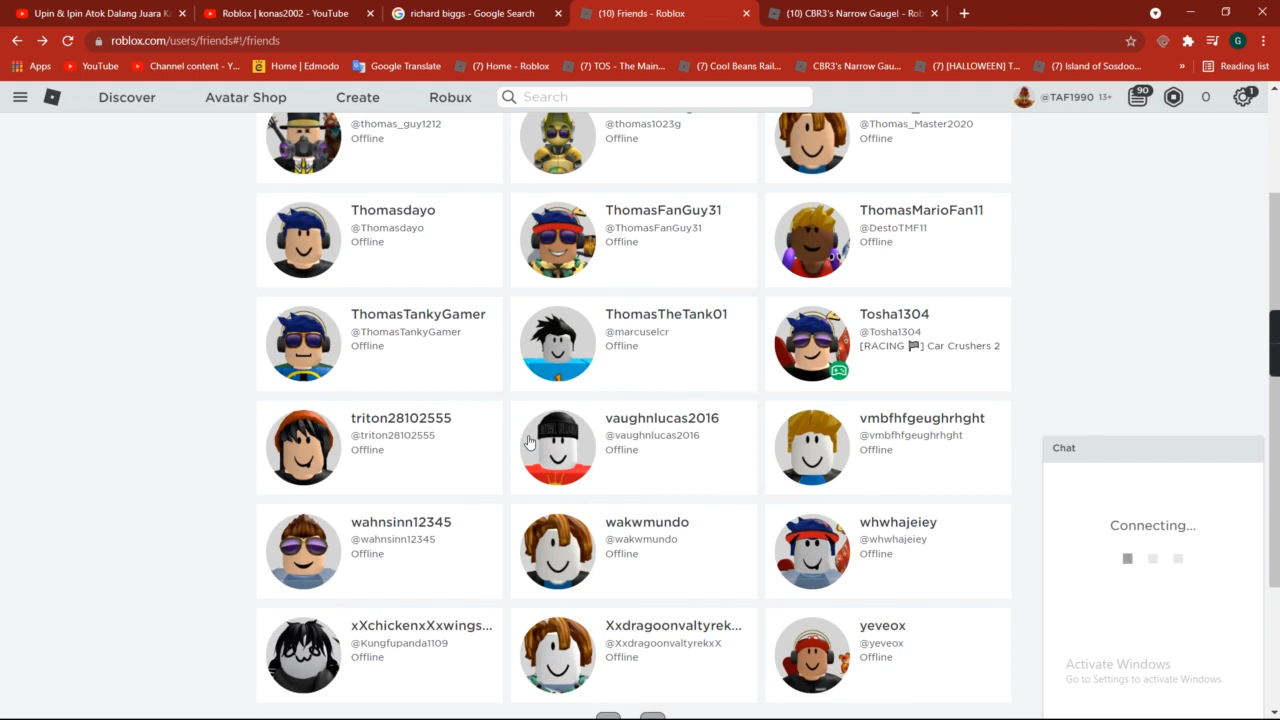 Upin & Ipin Atok Dalang Juara K
Roblox | konas2002 - YouTube
richard biggs - Google Search
(10) Friends - Roblox
(10) CBR3's Narrow Gauge! - Rob
roblox.com/users/friends#!/friends
G
Apps
YouTube
Channel content - Y...
Home | Edmodo
Google Translate
(7) Home - Roblox
(7) TOS - The Main...
(7) Cool Beans Rail...
CBR3's Narrow Gau...
(7) [HALLOWEEN] T...
(7) Island of Sosdoo...
»
Reading list
Discover
Avatar Shop
Create
Robux
Search
@TAF1990 13+
90
0
1
@thomas_guy1212
Offline
@thomas1023g
Offline
@Thomas_Master2020
Offline
Thomasdayo
@Thomasdayo
Offline
ThomasFanGuy31
@ThomasFanGuy31
Offline
ThomasMarioFan11
@DestoTMF11
Offline
ThomasTankyGamer
@ThomasTankyGamer
Offline
ThomasTheTank01
@marcuselcr
Offline
Tosha1304
@Tosha1304
[RACING 🏁] Car Crushers 2
triton28102555
@triton28102555
Offline
vaughnlucas2016
@vaughnlucas2016
Offline
vmbfhfgeughrhght
@vmbfhfgeughrhght
Offline
wahnsinn12345
@wahnsinn12345
Offline
wakwmundo
@wakwmundo
Offline
whwhajeiey
@whwhajeiey
Offline
xXchickenxXxwings...
@Kungfupanda1109
Offline
Xxdragoonvaltyrek...
@XxdragoonvaltyrekxX
Offline
yeveox
@yeveox
Offline
Chat
Connecting...
Activate Windows
Go to Settings to activate Windows.